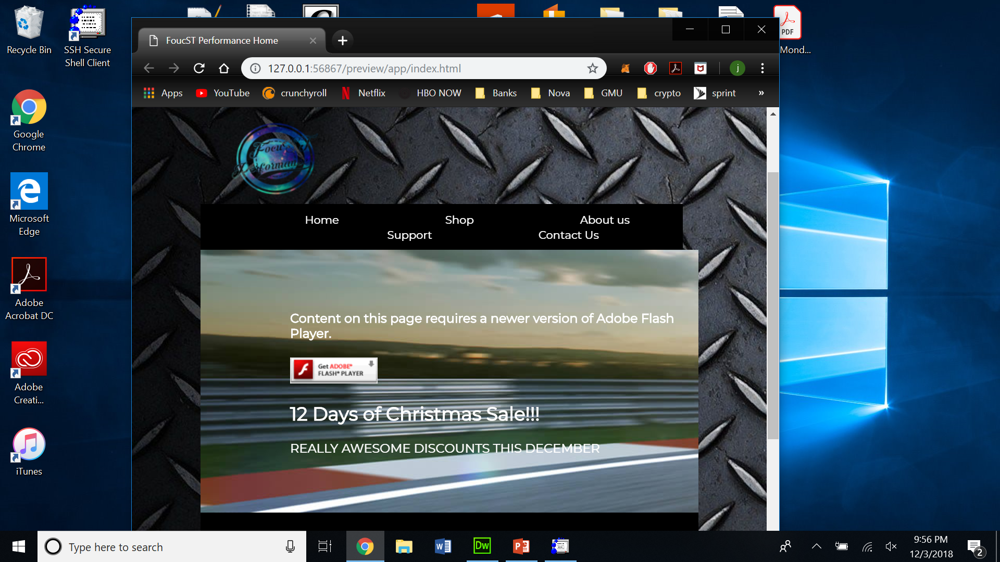 Recycle Bin
SSH Secure
Shell Client
Google
Chrome
Microsoft
Edge
Adobe
Acrobat DC
Adobe
Creati...
iTunes
PDF
Mond...
FoucST Performance Home
127.0.0.1:56867/preview/app/index.html
j
Apps
YouTube
crunchyroll
Netflix
HBO NOW
Banks
Nova
GMU
crypto
sprint
»
Focus ST
Performance
Home
Shop
About us
Support
Contact Us
Content on this page requires a newer version of Adobe Flash
Player.
Get ADOBE®
FLASH® PLAYER
12 Days of Christmas Sale!!!
REALLY AWESOME DISCOUNTS THIS DECEMBER
Type here to search
Dw
9:56 PM
12/3/2018
2